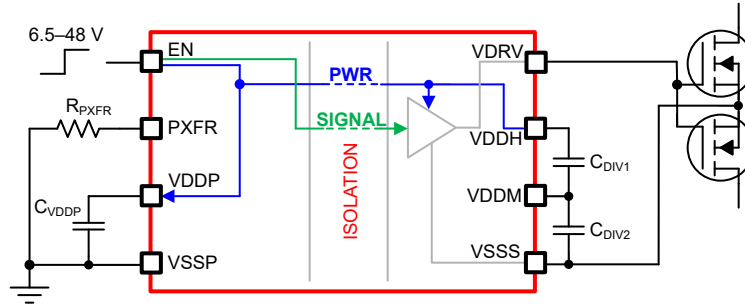 6.5–48 V
EN
VDRV
PWR
RPXFR
PXFR
SIGNAL
VDDH
CDIV1
VDDP
ISOLATION
VDDM
CVDDP
CDIV2
VSSP
VSSS